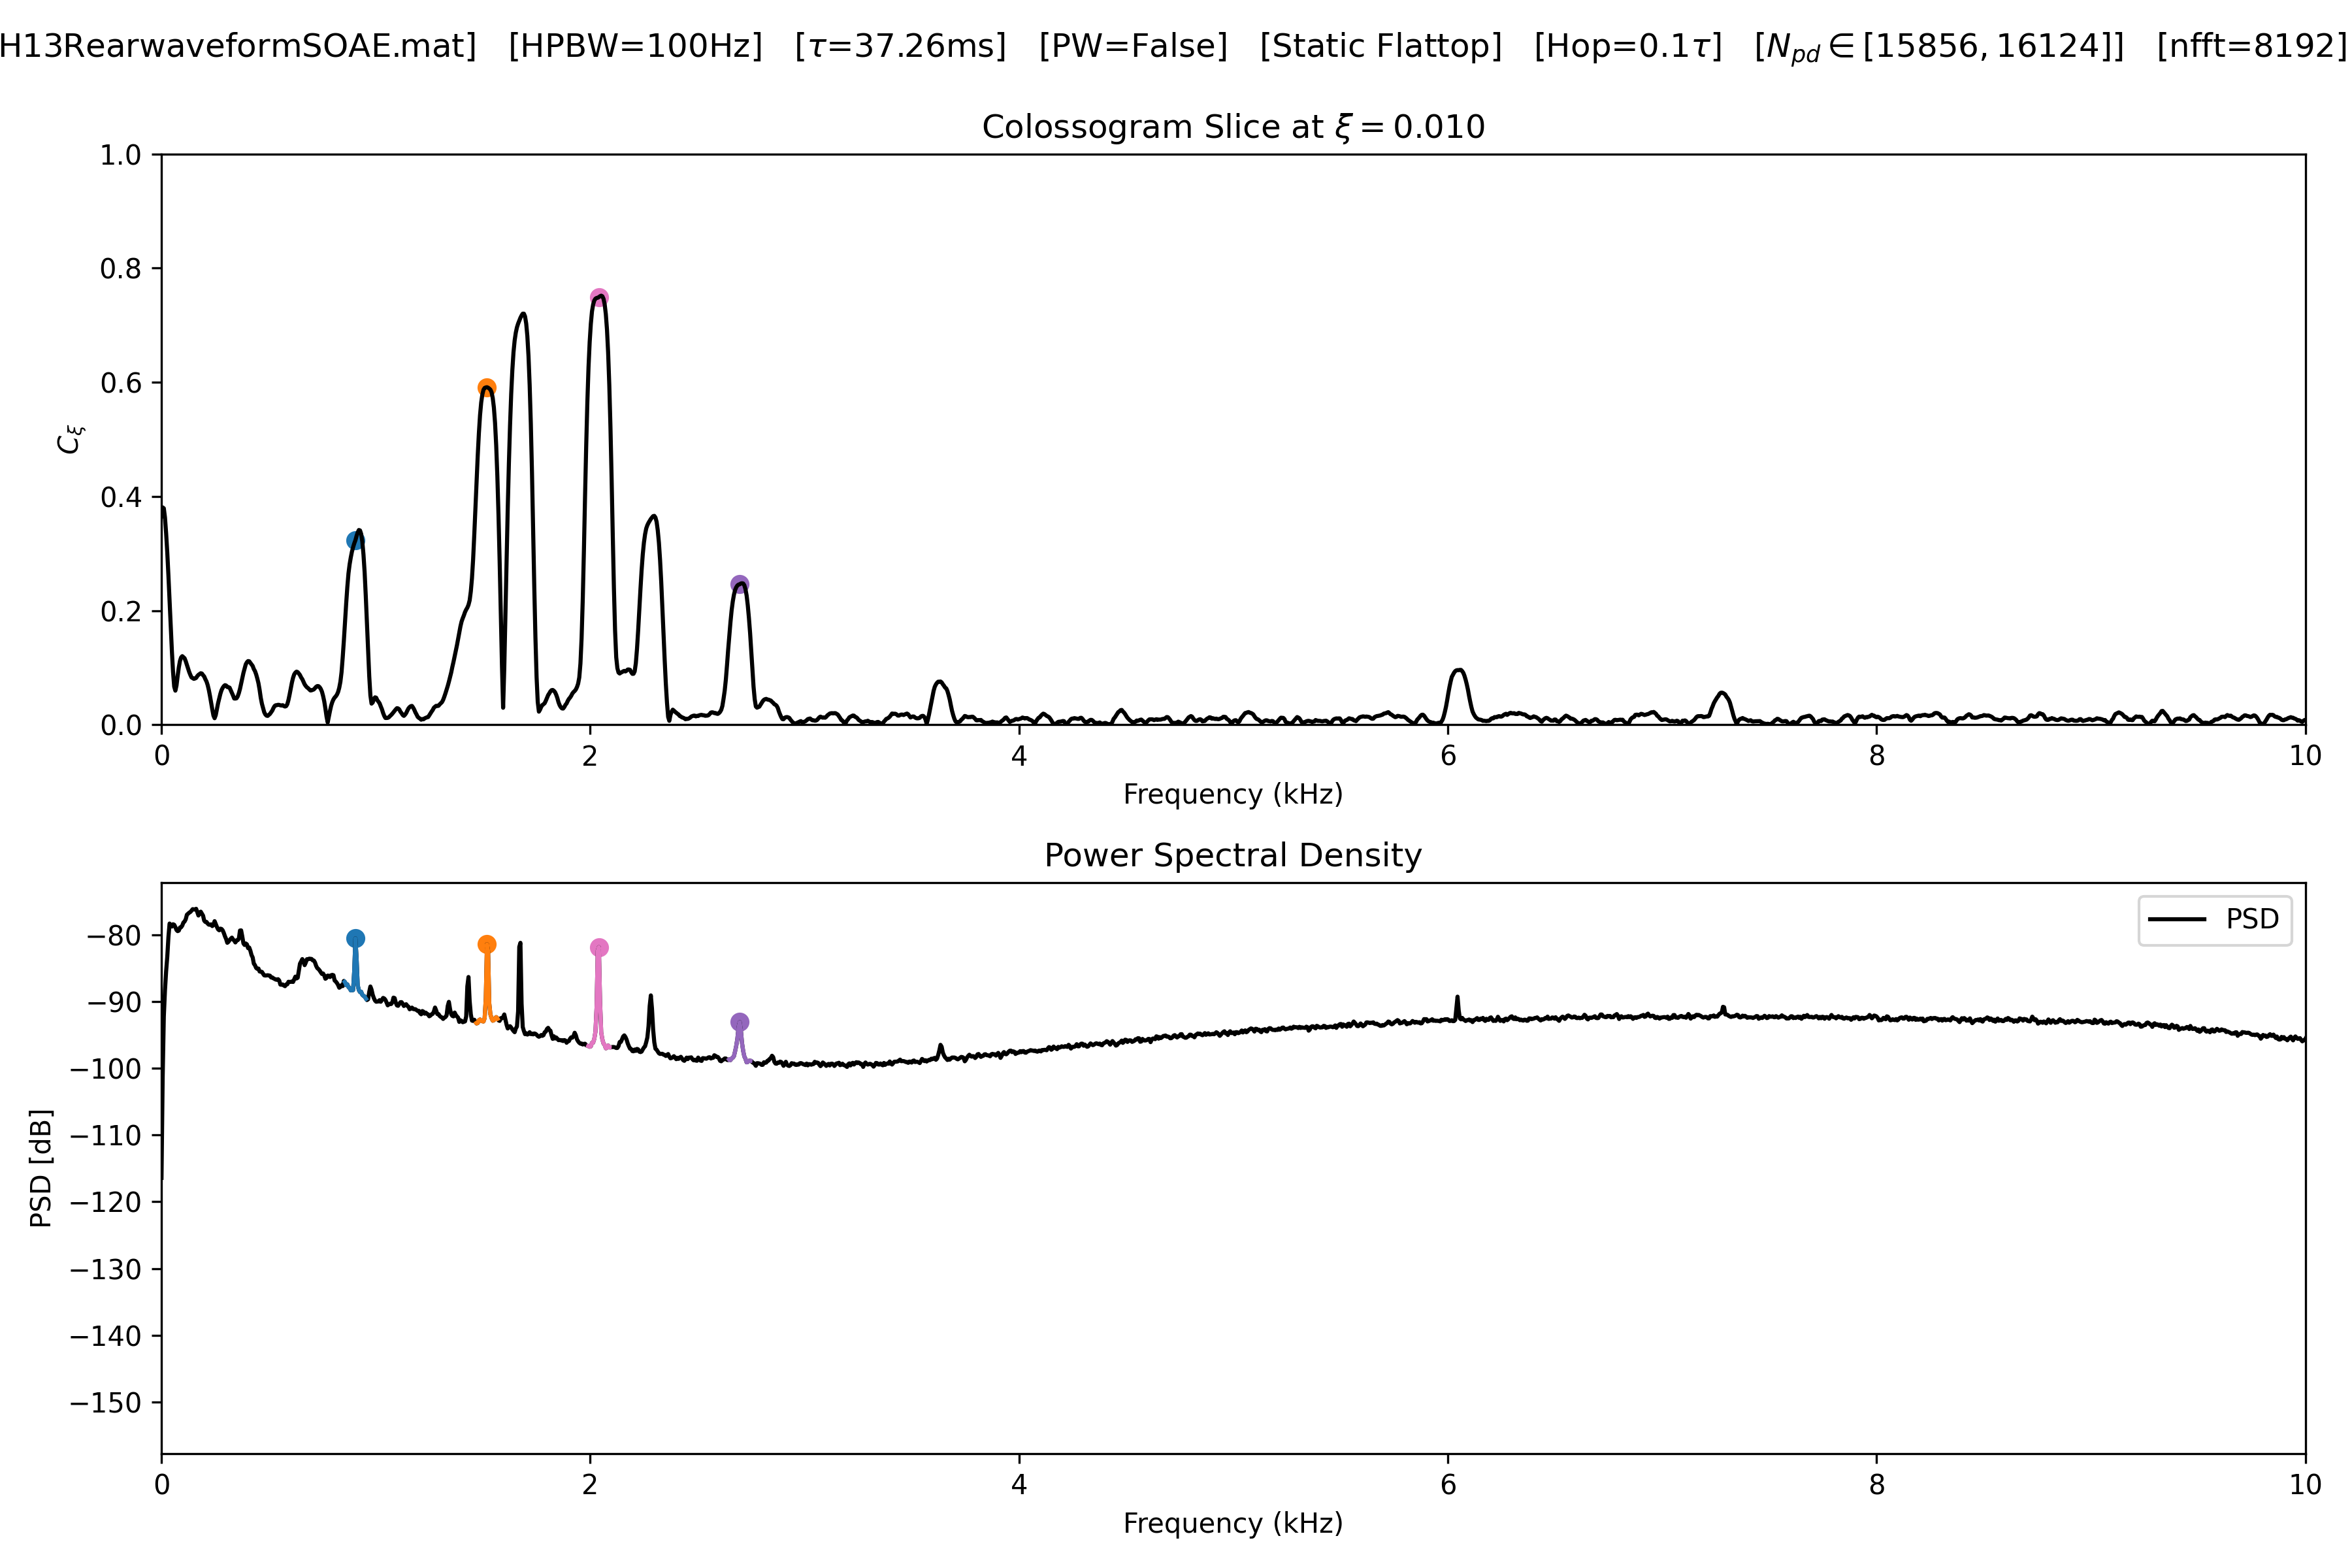 H13RearwaveformSOAE.mat] [HPBW=100Hz] [τ=37.26ms] [PW=False] [Static Flattop] [Hop=0.1τ] [N_{pd} ∈ [15856, 16124]] [nfft=8192]
Colossogram Slice at ξ = 0.010
1.0
0.8
0.6
0.4
0.2
0.0
C_ξ
0 2 4 6 8 10
Frequency (kHz)
Power Spectral Density
PSD
−80
−90
−100
−110
−120
−130
−140
−150
PSD [dB]
0 2 4 6 8 10
Frequency (kHz)